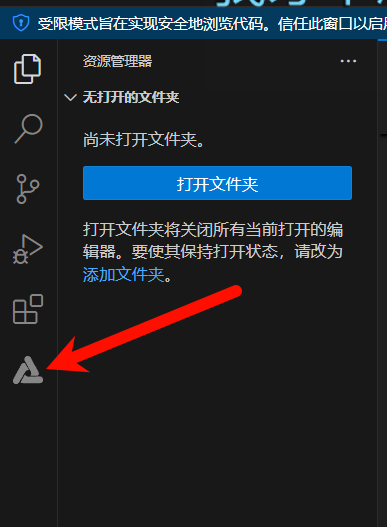 受限模式旨在实现安全地浏览代码。信任此窗口以启
资源管理器
无打开的文件夹
尚未打开文件夹。
打开文件夹
打开文件夹将关闭所有当前打开的编
辑器。要使其保持打开状态，请改为
添加文件夹。